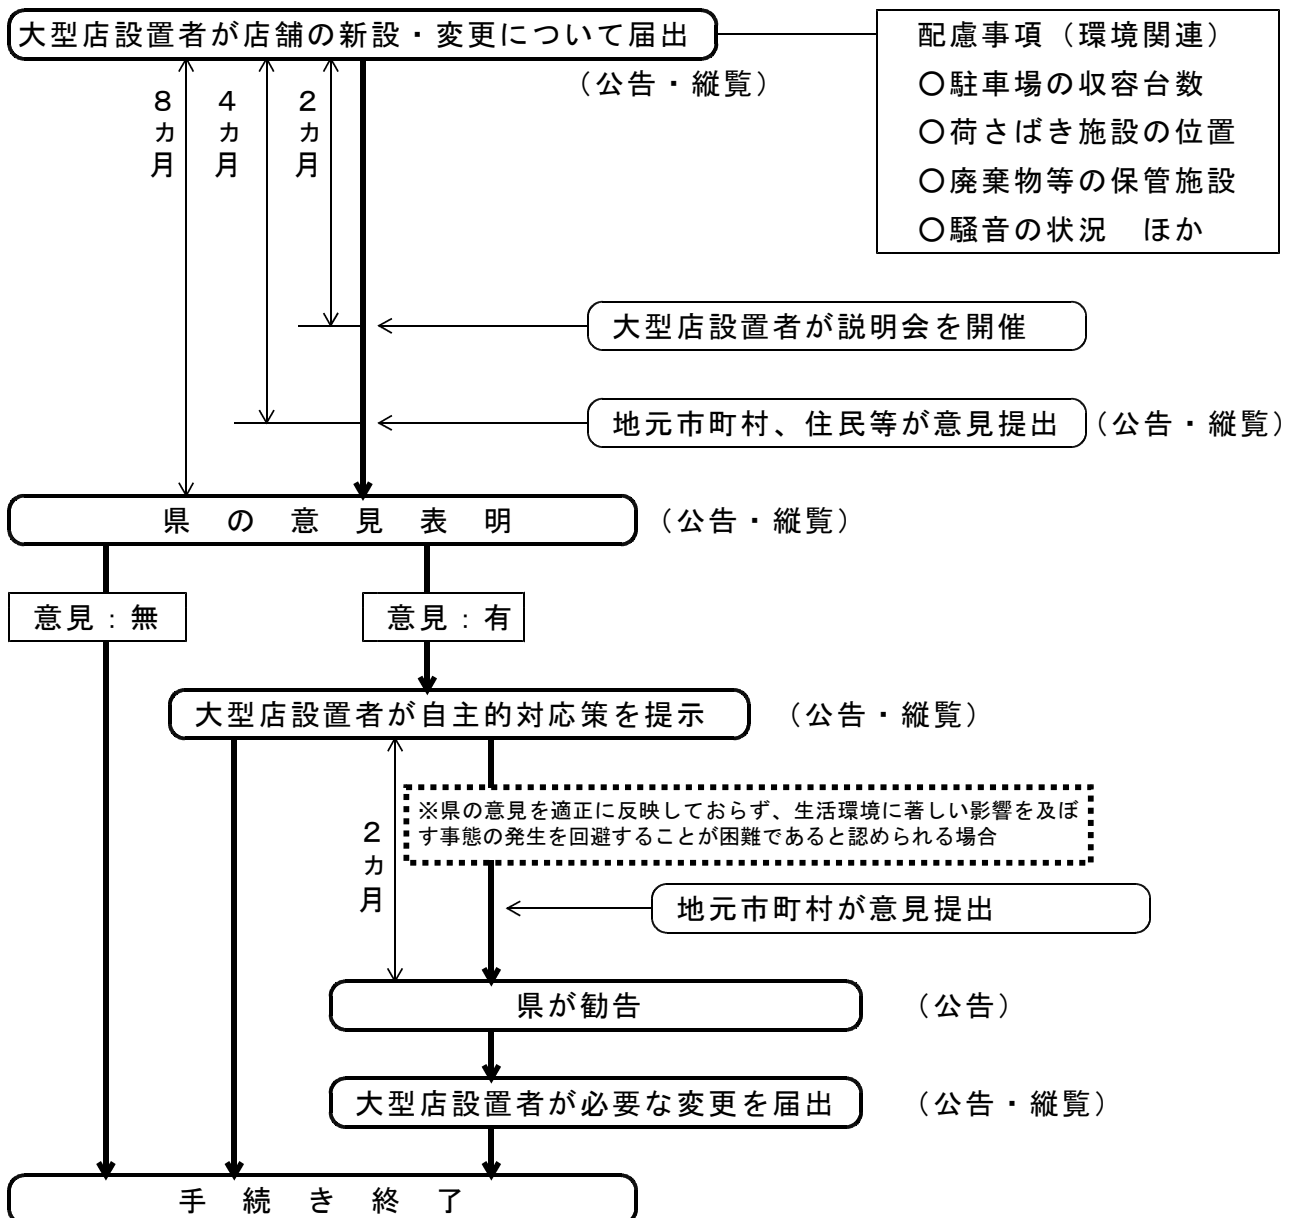 大型店設置者が店舗の新設・変更について届出
配慮事項（環境関連）
○駐車場の収容台数
○荷さばき施設の位置
○廃棄物等の保管施設
○騒音の状況　ほか
（公告・縦覧）
８カ月
４カ月
２カ月
大型店設置者が説明会を開催
地元市町村、住民等が意見提出
（公告・縦覧）
県の意見表明
（公告・縦覧）
意見：無
意見：有
大型店設置者が自主的対応策を提示
（公告・縦覧）
２カ月
※県の意見を適正に反映しておらず、生活環境に著しい影響を及ぼ
す事態の発生を回避することが困難であると認められる場合
地元市町村が意見提出
県が勧告
（公告）
大型店設置者が必要な変更を届出
（公告・縦覧）
手続き終了